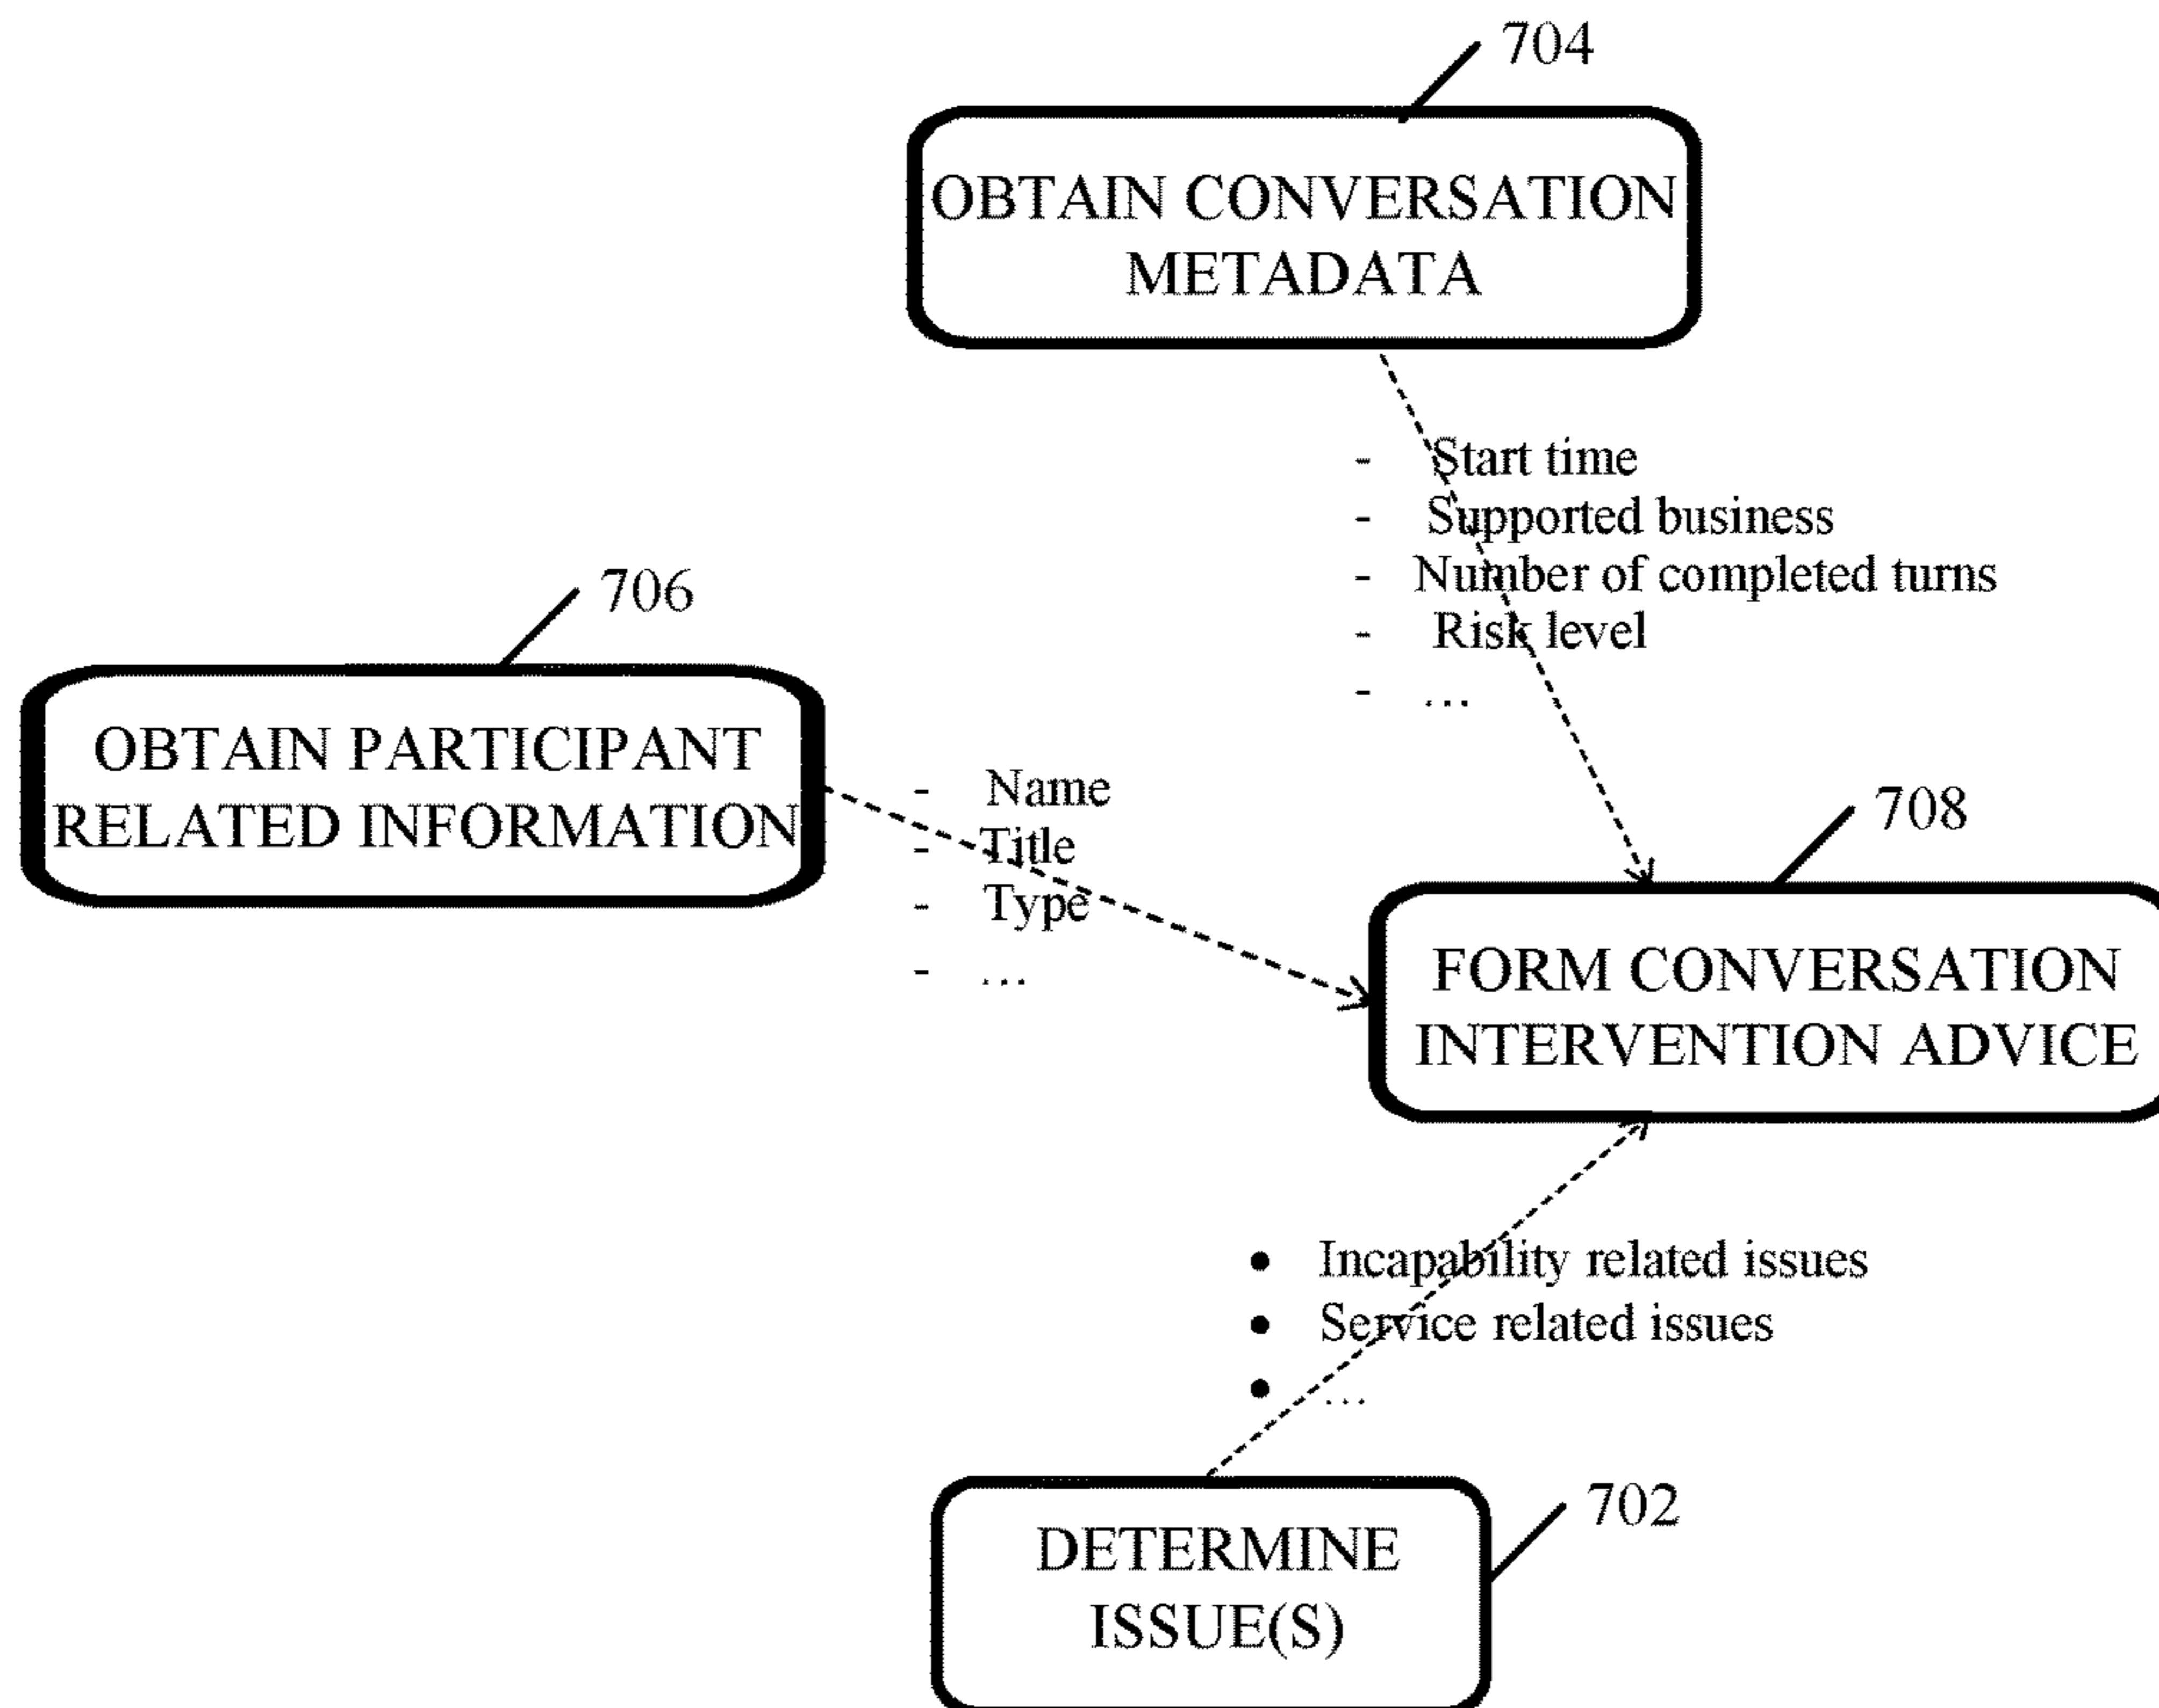 704
OBTAIN CONVERSATION
METADATA
- Start time
- Supported business
- Number of completed turns
- Risk level
- ...
706
OBTAIN PARTICIPANT
RELATED INFORMATION
- Name
- Title
- Type
- ...
708
FORM CONVERSATION
INTERVENTION ADVICE
• Incapability related issues
• Service related issues
• ...
702
DETERMINE
ISSUE(S)